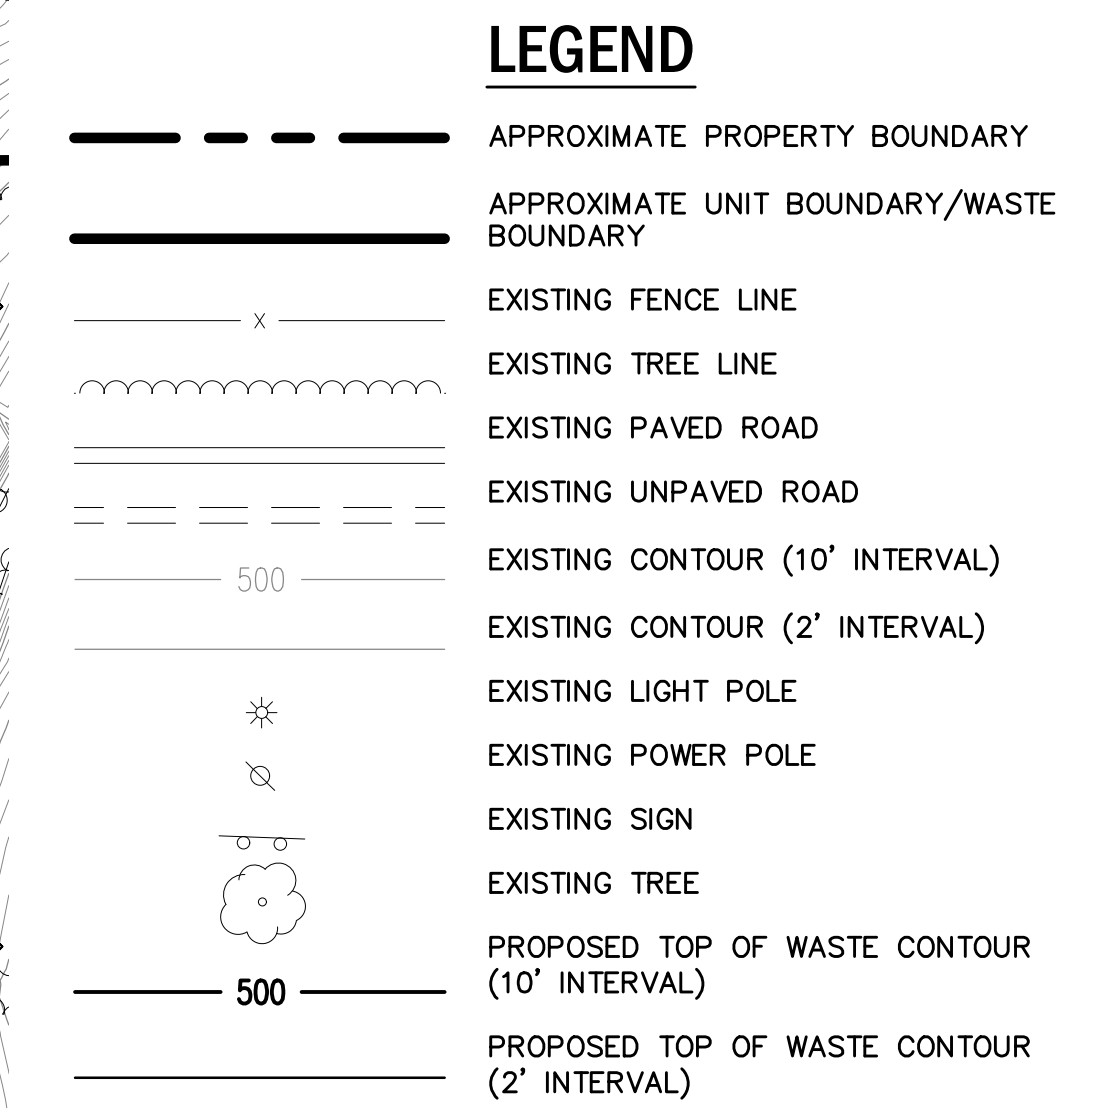 LEGEND
APPROXIMATE PROPERTY BOUNDARY
APPROXIMATE UNIT BOUNDARY/WASTE
BOUNDARY
EXISTING FENCE LINE
X
EXISTING TREE LINE
EXISTING PAVED ROAD
EXISTING UNPAVED ROAD
EXISTING CONTOUR (10' INTERVAL)
500
EXISTING CONTOUR (2' INTERVAL)
EXISTING LIGHT POLE
EXISTING POWER POLE
EXISTING SIGN
EXISTING TREE
PROPOSED TOP OF WASTE CONTOUR
(10' INTERVAL)
500
PROPOSED TOP OF WASTE CONTOUR
(2' INTERVAL)